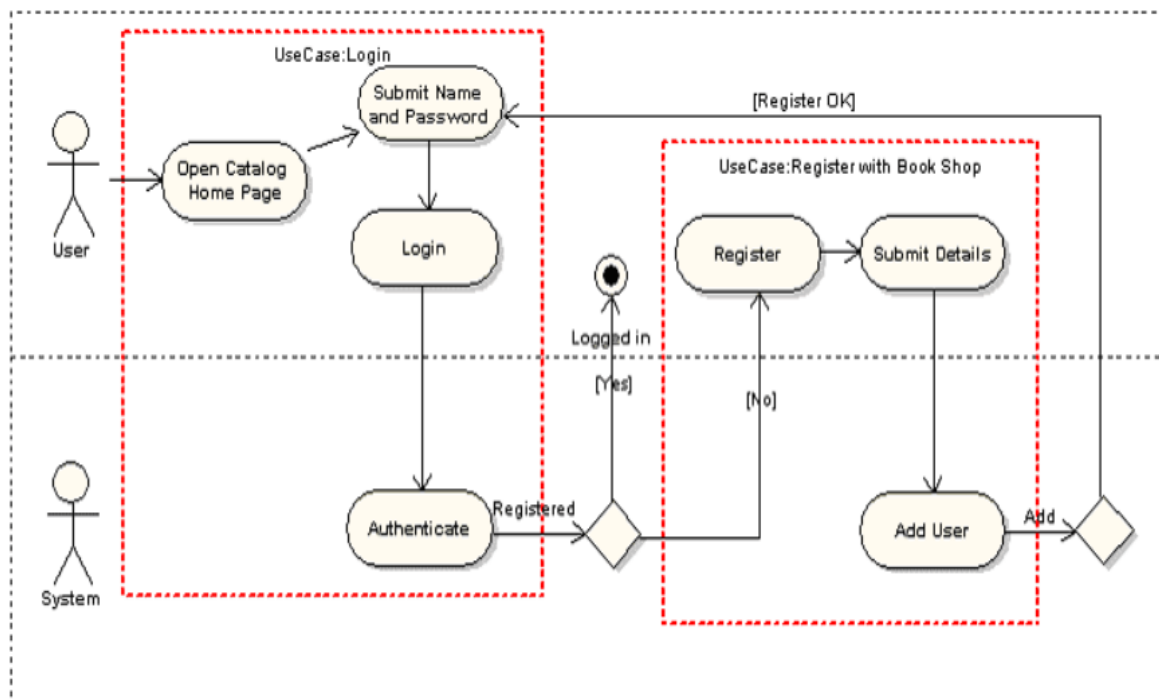 UseCase:Login
Submit Name
and Password
[Register OK]
Open Catalog
Home Page
UseCase:Register with Book Shop
User
Login
Register
Submit Details
Logged in
[Yes]
[No]
System
Authenticate
Registered
Add User
Add